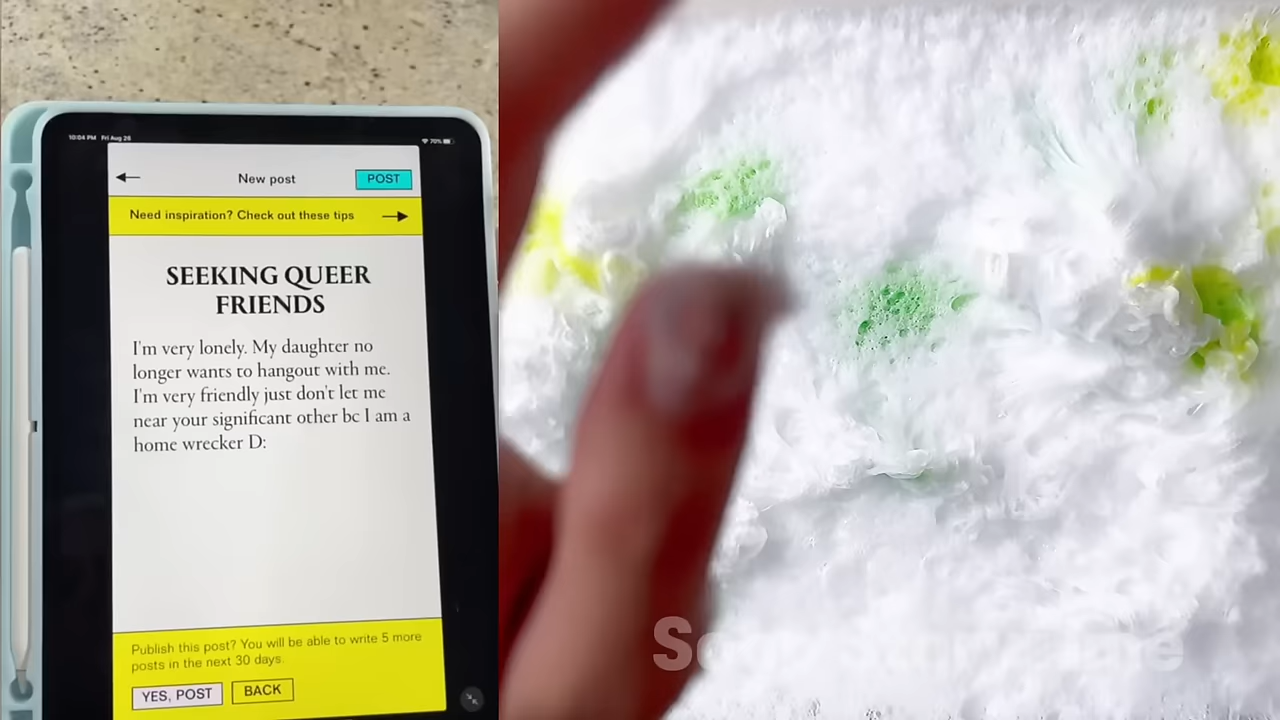 10:04 PM Fri Aug 26
70%
New post
POST
Need inspiration? Check out these tips
SEEKING QUEER
FRIENDS
I'm very lonely. My daughter no
longer wants to hangout with me.
I'm very friendly just don't let me
near your significant other bc I am a
home wrecker D:
Publish this post? You will be able to write 5 more
posts in the next 30 days.
YES, POST
BACK